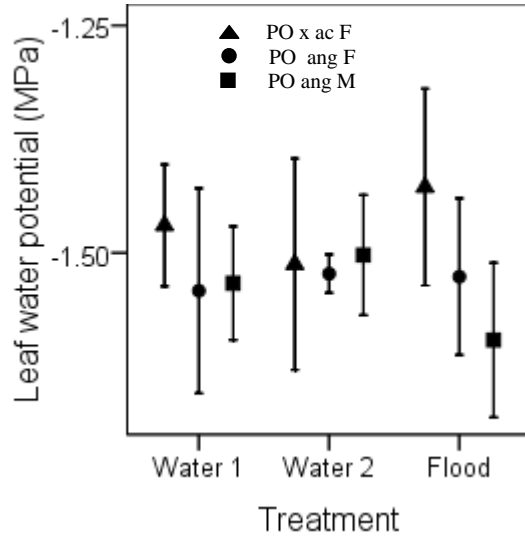 -1.25
PO x ac F
PO ang F
PO ang M
Leaf water potential (MPa)
-1.50
Water 1 Water 2 Flood
Treatment